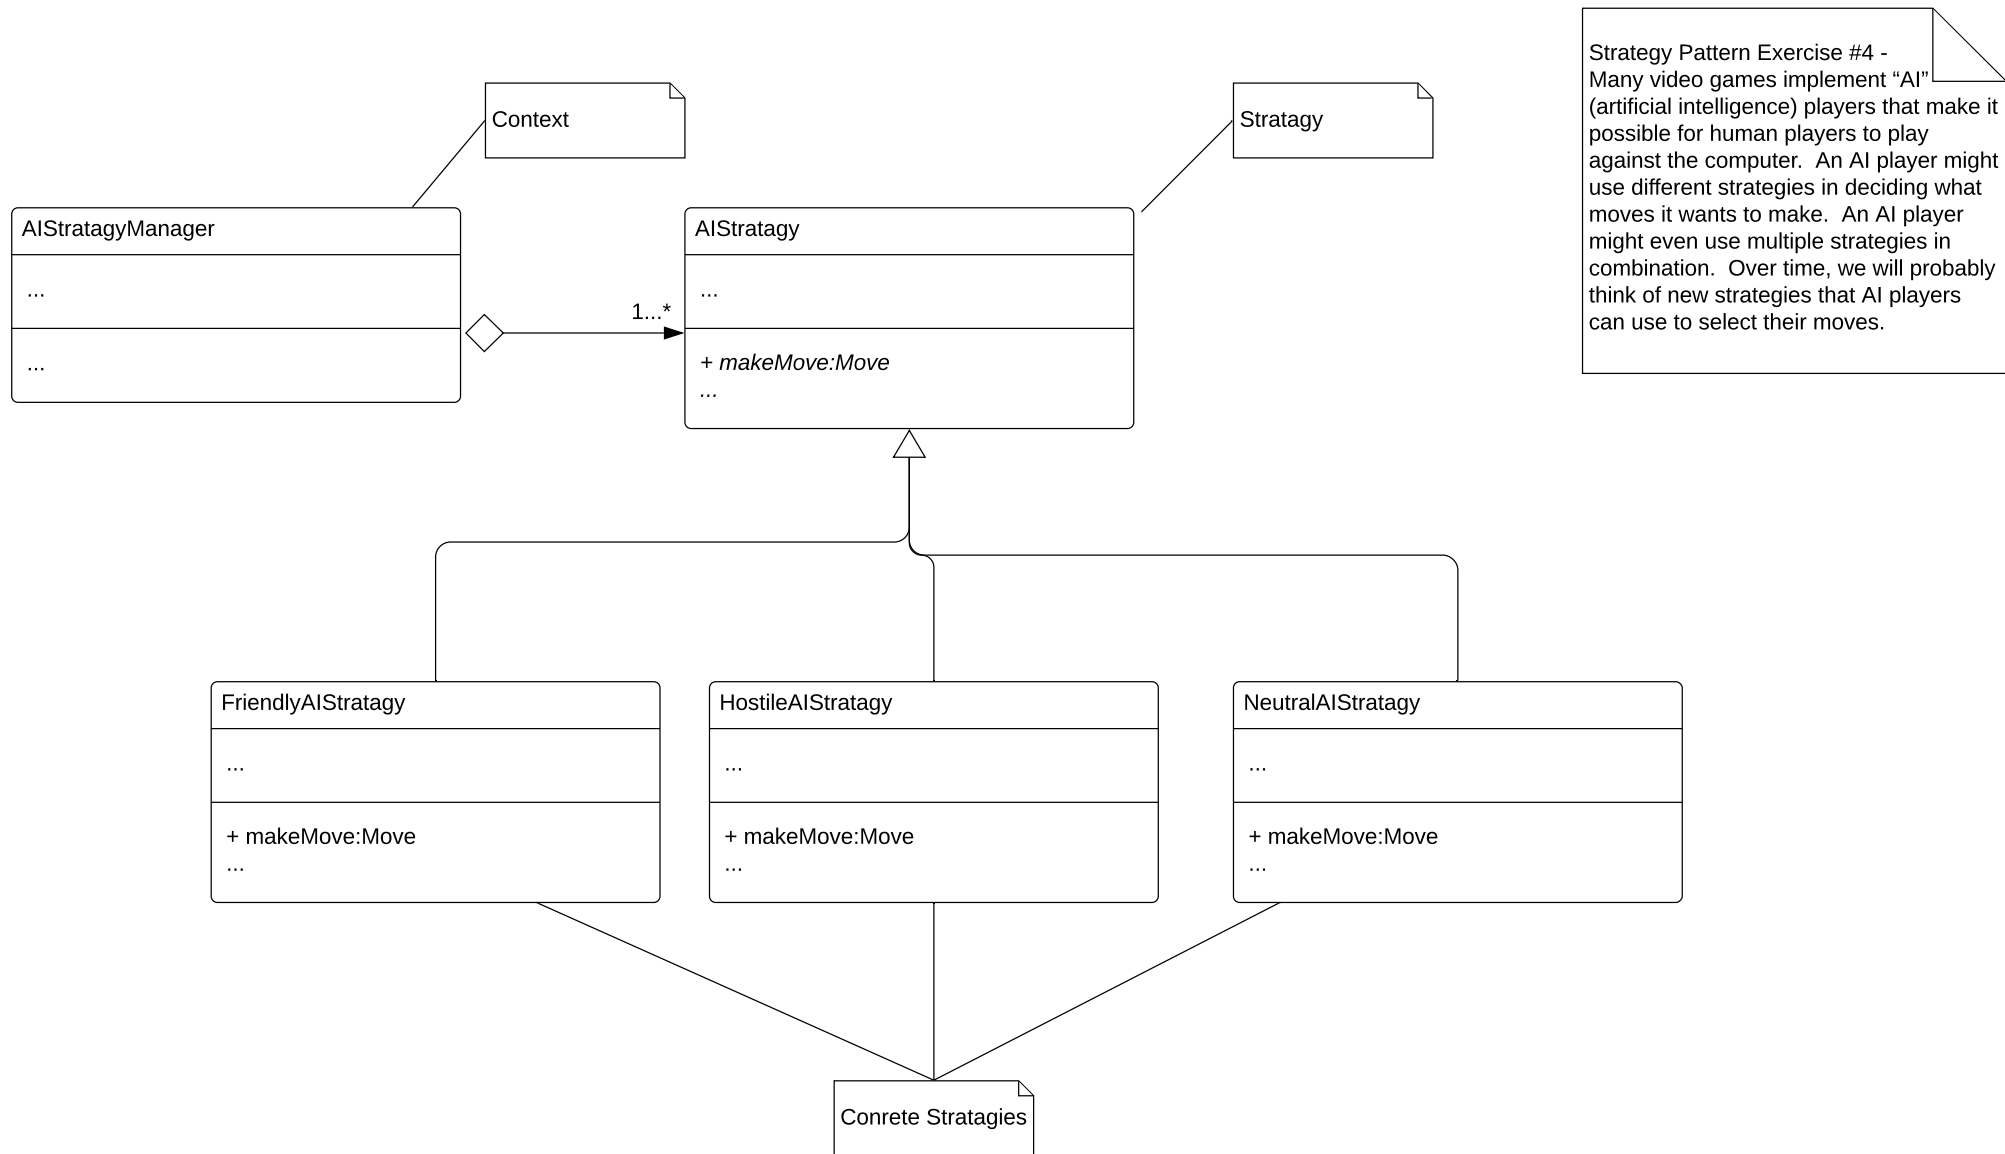 Strategy Pattern Exercise #4 -
Many video games implement “AI”
(artificial intelligence) players that make it
possible for human players to play
against the computer.  An AI player might
use different strategies in deciding what
moves it wants to make.  An AI player
might even use multiple strategies in
combination.  Over time, we will probably
think of new strategies that AI players
can use to select their moves.
Context
Stratagy
AIStratagyManager
...
...
1...*
AIStratagy
...
+ makeMove:Move
...
FriendlyAIStratagy
...
+ makeMove:Move
...
HostileAIStratagy
...
+ makeMove:Move
...
NeutralAIStratagy
...
+ makeMove:Move
...
Conrete Stratagies